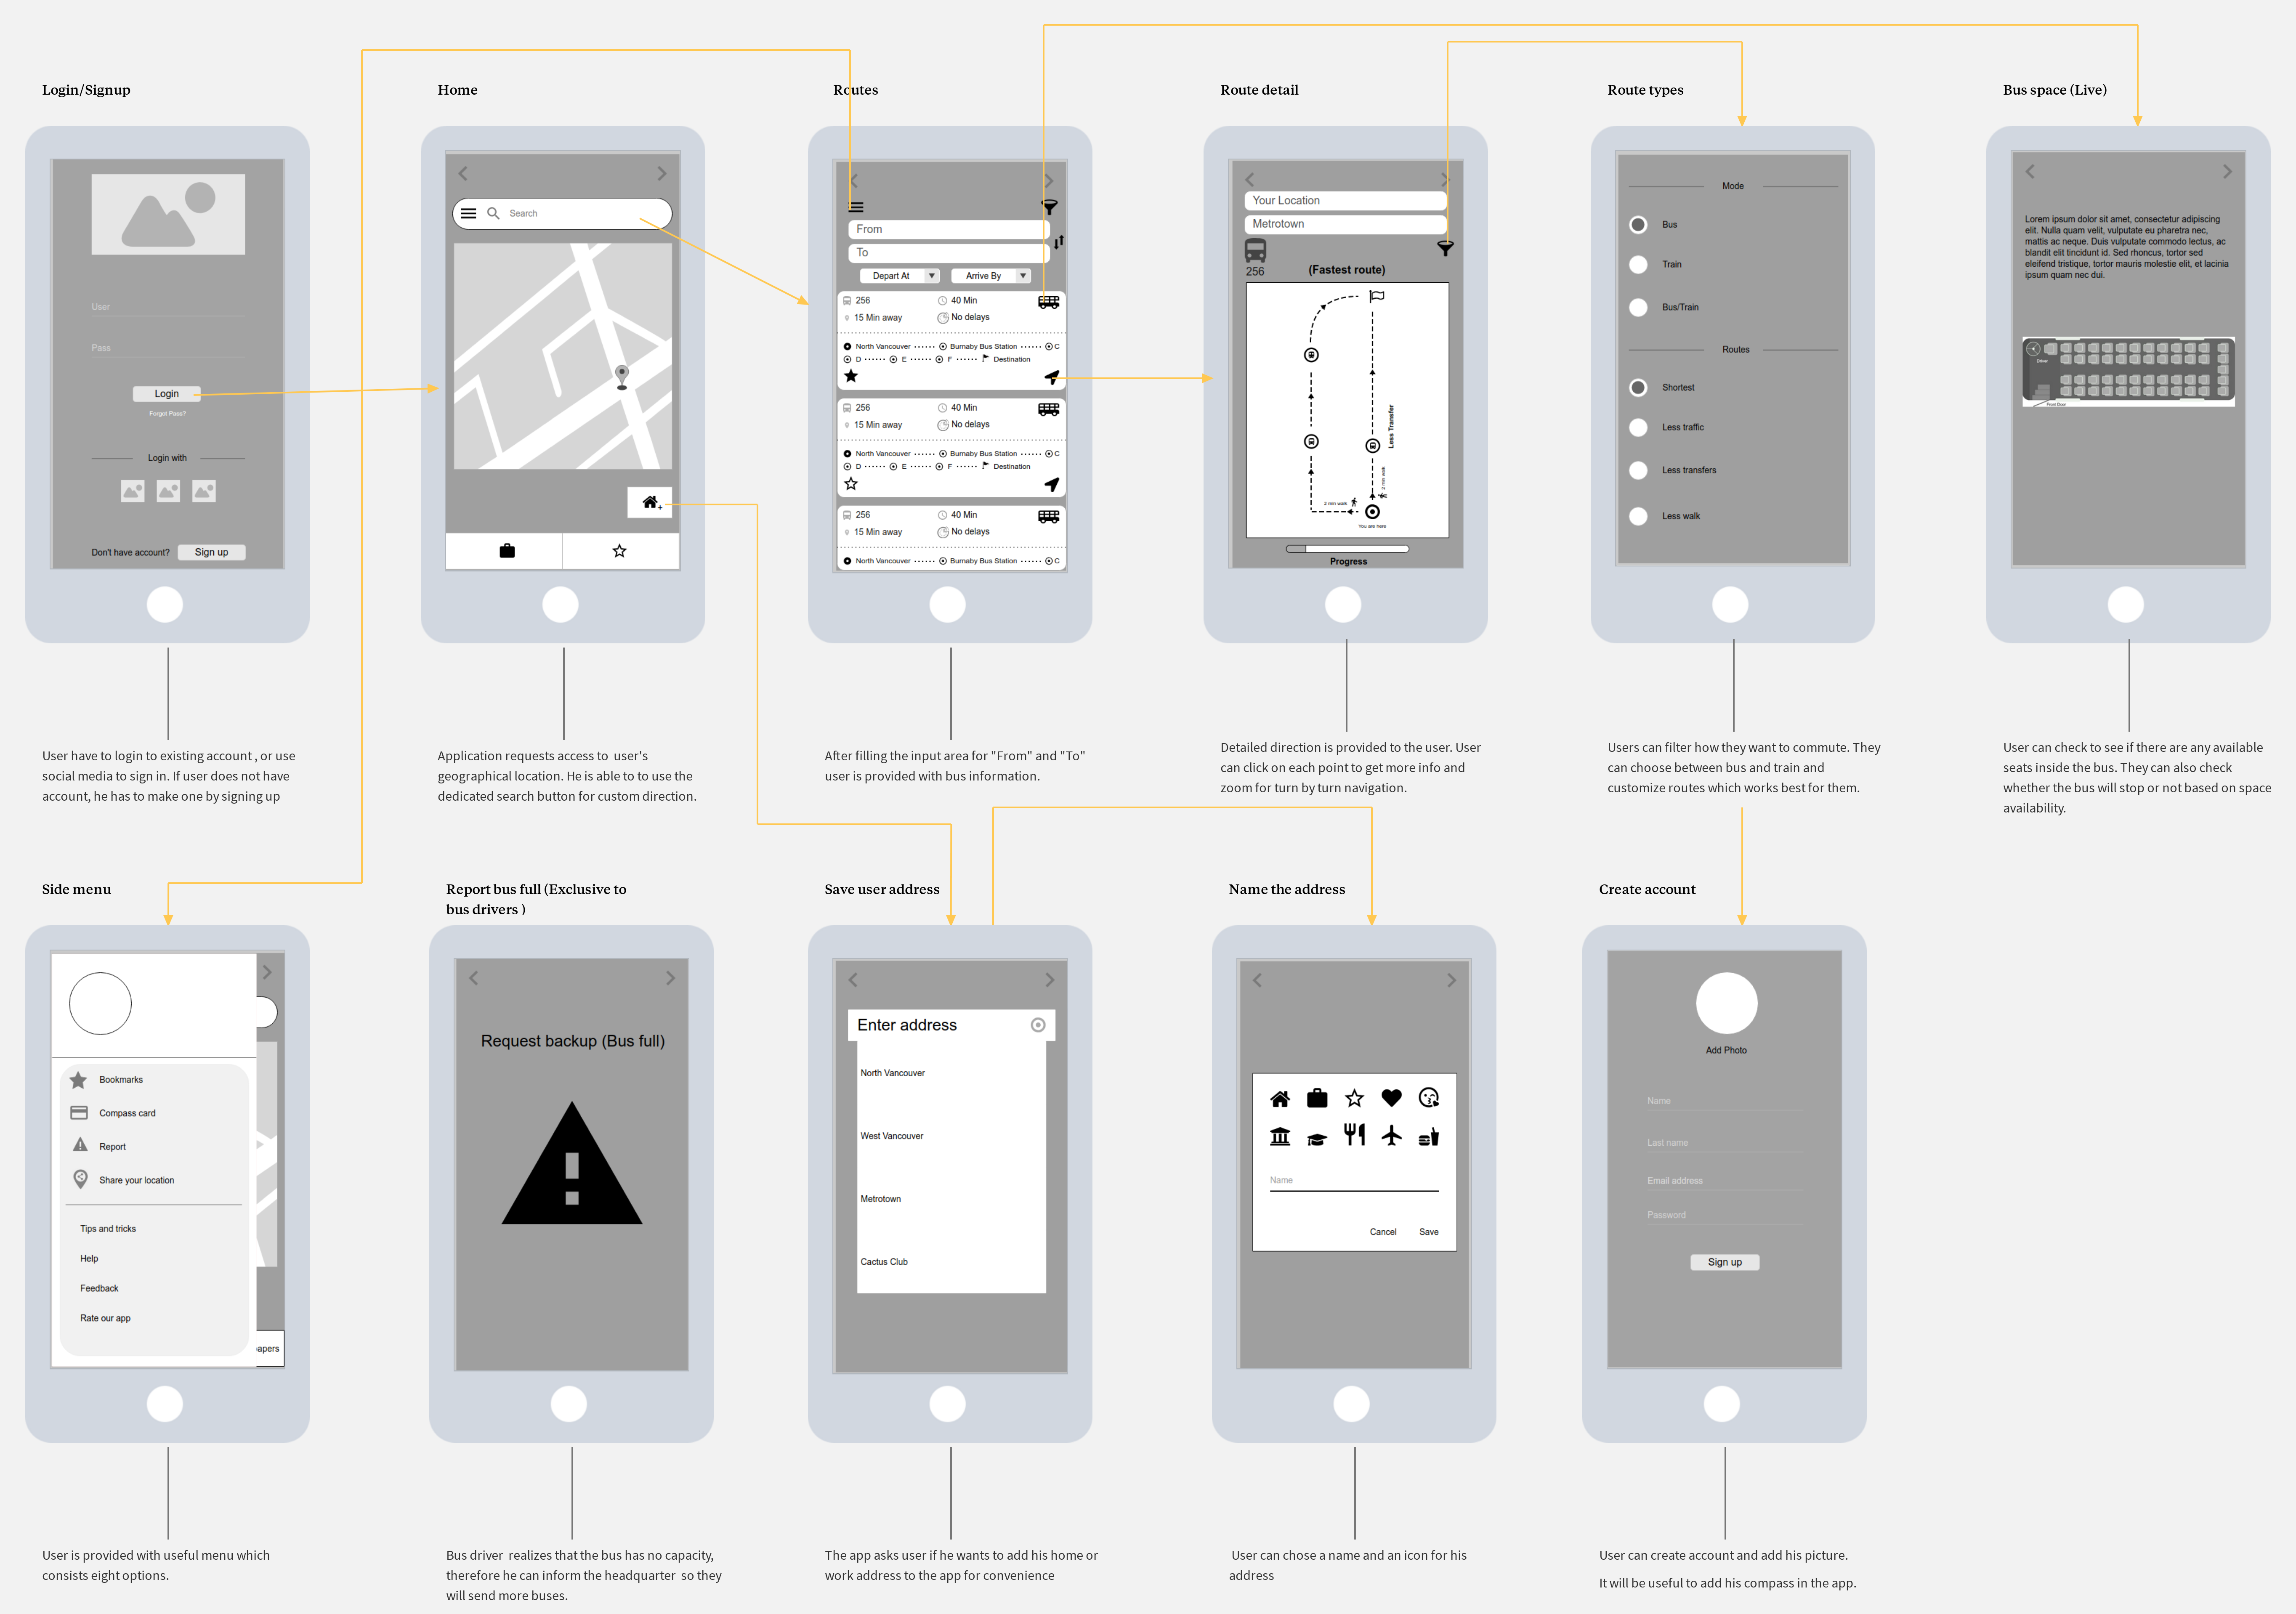 Login/Signup
Home
Routes
Route detail
Route types
Bus space (Live)
User
Pass
Login
Forgot Pass?
Login with
Don't have account?
Sign up
Search
From
To
Depart At
Arrive By
256
40 Min
15 Min away
No delays
North Vancouver
Burnaby Bus Station
C
D
E
F
Destination
256
40 Min
15 Min away
No delays
North Vancouver
Burnaby Bus Station
C
D
E
F
Destination
256
40 Min
15 Min away
No delays
North Vancouver
Burnaby Bus Station
C
Your Location
Metrotown
256
(Fastest route)
Less Transfer
2 min walk
2 min walk
You are here
Progress
Mode
Bus
Train
Bus/Train
Routes
Shortest
Less traffic
Less transfers
Less walk
Lorem ipsum dolor sit amet, consectetur adipiscing
elit. Nulla quam velit, vulputate eu pharetra nec,
mattis ac neque. Duis vulputate commodo lectus, ac
blandit elit tincidunt id. Sed rhoncus, tortor sed
eleifend tristique, tortor mauris molestie elit, et lacinia
ipsum quam nec dui.
Driver
Front Door
User have to login to existing account , or use
social media to sign in. If user does not have
account, he has to make one by signing up
Application requests access to  user's
geographical location. He is able to to use the
dedicated search button for custom direction.
After filling the input area for "From" and "To"
user is provided with bus information.
Detailed direction is provided to the user. User
can click on each point to get more info and
zoom for turn by turn navigation.
Users can filter how they want to commute. They
can choose between bus and train and
customize routes which works best for them.
User can check to see if there are any available
seats inside the bus. They can also check
whether the bus will stop or not based on space
availability.
Side menu
Report bus full (Exclusive to
bus drivers )
Save user address
Name the address
Create account
Bookmarks
Compass card
Report
Share your location
Tips and tricks
Help
Feedback
Rate our app
apers
Request backup (Bus full)
Enter address
North Vancouver
West Vancouver
Metrotown
Cactus Club
Name
Cancel
Save
Add Photo
Name
Last name
Email address
Password
Sign up
User is provided with useful menu which
consists eight options.
Bus driver  realizes that the bus has no capacity,
therefore he can inform the headquarter  so they
will send more buses.
The app asks user if he wants to add his home or
work address to the app for convenience
User can chose a name and an icon for his
address
User can create account and add his picture.
It will be useful to add his compass in the app.